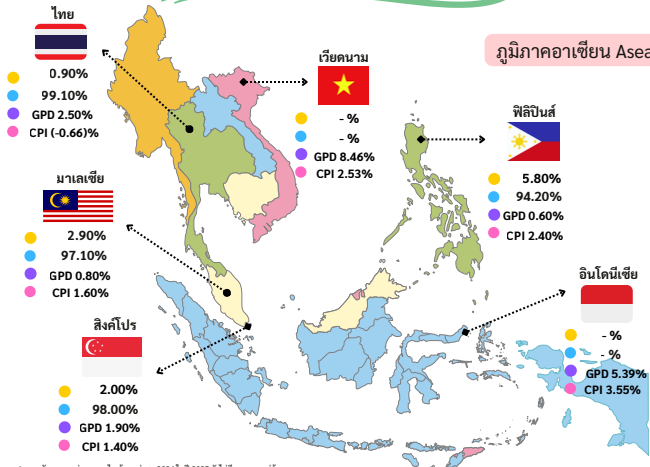 ไทย
0.90%
99.10%
GPD 2.50%
CPI (-0.66)%
เวียดนาม
- %
- %
GPD 8.46%
CPI 2.53%
ภูมิภาคอาเซียน Asea
ฟิลิปินส์
5.80%
94.20%
GPD 0.60%
CPI 2.40%
มาเลเซีย
2.90%
97.10%
GPD 0.80%
CPI 1.60%
อินโดนีเซีย
- %
- %
GPD 5.39%
CPI 3.55%
สิงค์โปร
2.00%
98.00%
GPD 1.90%
CPI 1.40%